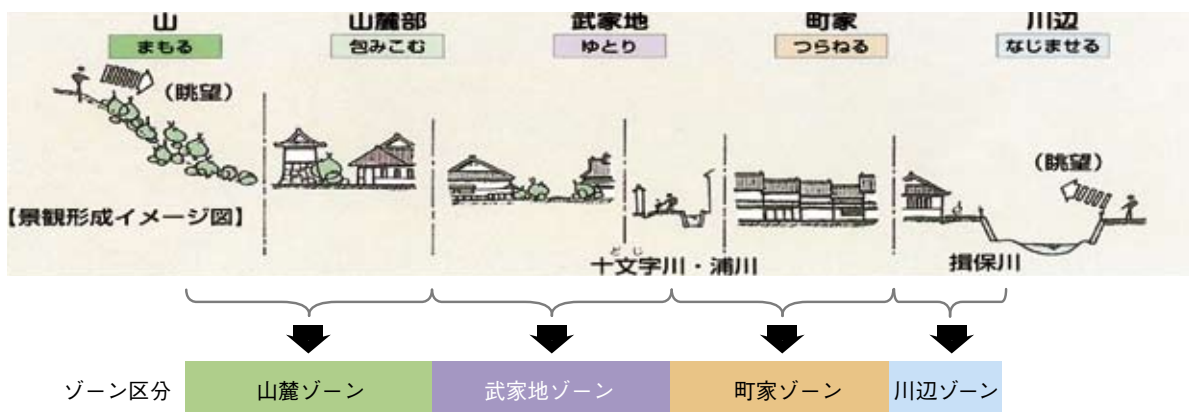 山 山麓部 武家地 町家 川辺
まもる 包みこむ ゆとり つらねる なじませる
(眺望)
(眺望)
【景観形成イメージ図】
どじ
十文字川・浦川
揖保川
ゾーン区分 山麓ゾーン 武家地ゾーン 町家ゾーン 川辺ゾーン